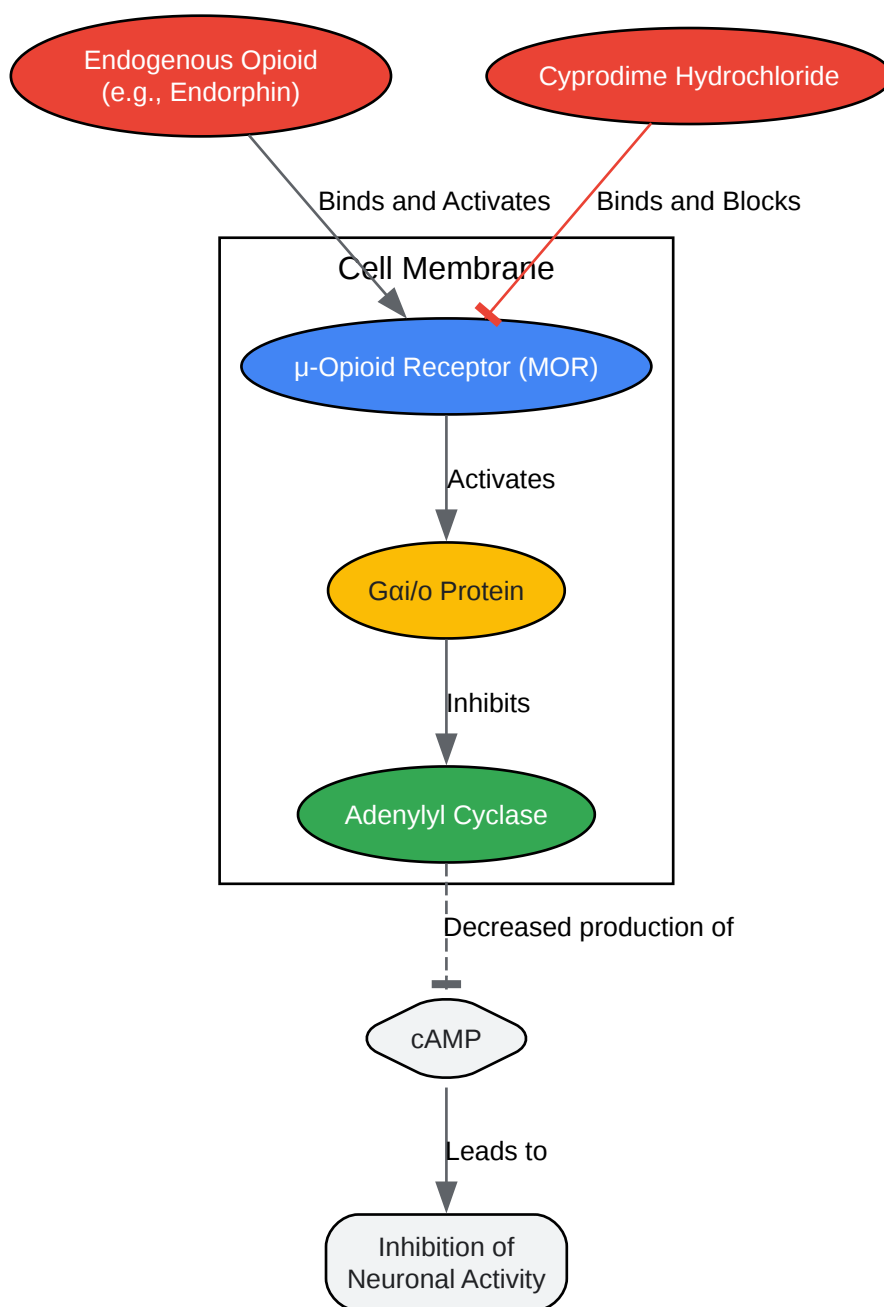 Endogenous Opioid
(e.g., Endorphin)
Cyprodime Hydrochloride
Binds and Activates
Binds and Blocks
Cell Membrane
μ-Opioid Receptor (MOR)
Activates
Gαi/o Protein
Inhibits
Adenylyl Cyclase
Decreased production of
cAMP
Leads to
Inhibition of
Neuronal Activity